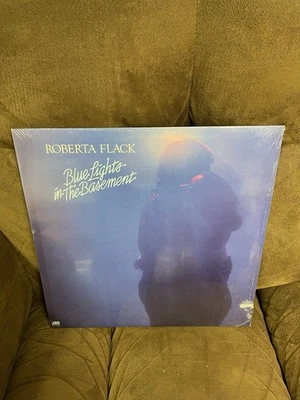 ROBERTA FLACK
Blue Lights
in The Basement